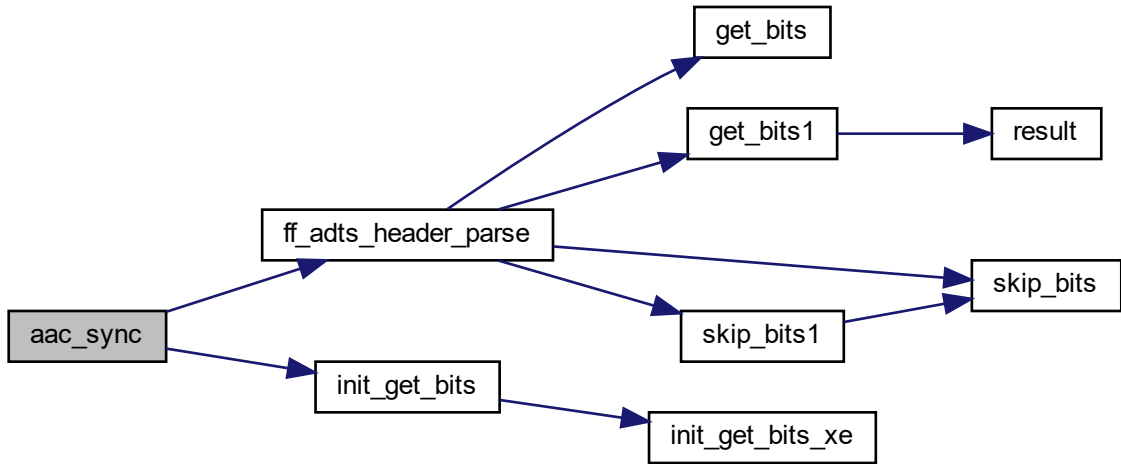 get_bits
get_bits1
result
ff_adts_header_parse
skip_bits
aac_sync
skip_bits1
init_get_bits
init_get_bits_xe